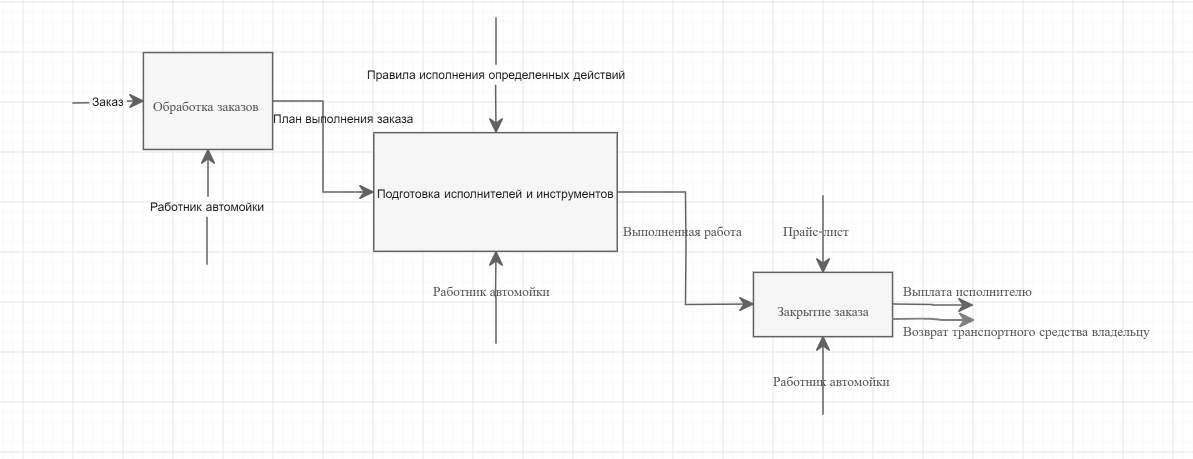 Правила исполнения определенных действий
Заказ
Обработка заказов
План выполнения заказа
Подготовка исполнителей и инструментов
Работник автомойки
Выполненная работа
Прайс-лист
Работник автомойки
Выплата исполнителю
Закрытие заказа
Возврат транспортного средства владельцу
Работник автомойки